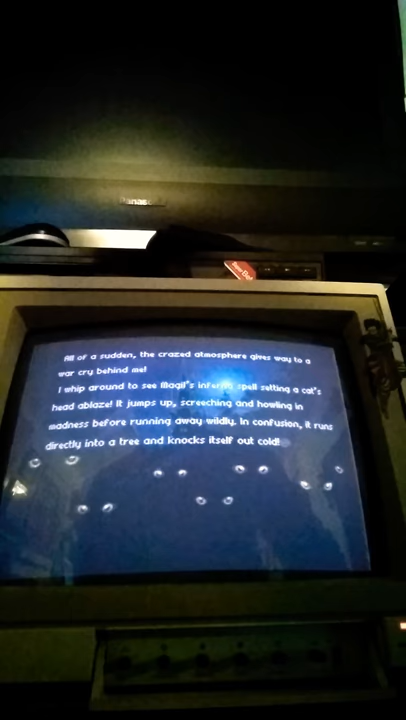 Panasonic
All of a sudden, the crazed atmosphere gives way to a
war cry behind me!
I whip around to see Magil's inferno spell setting a cat's
head ablaze! It jumps up, screeching and howling in
madness before running away wildly. In confusion, it runs
directly into a tree and knocks itself out cold!